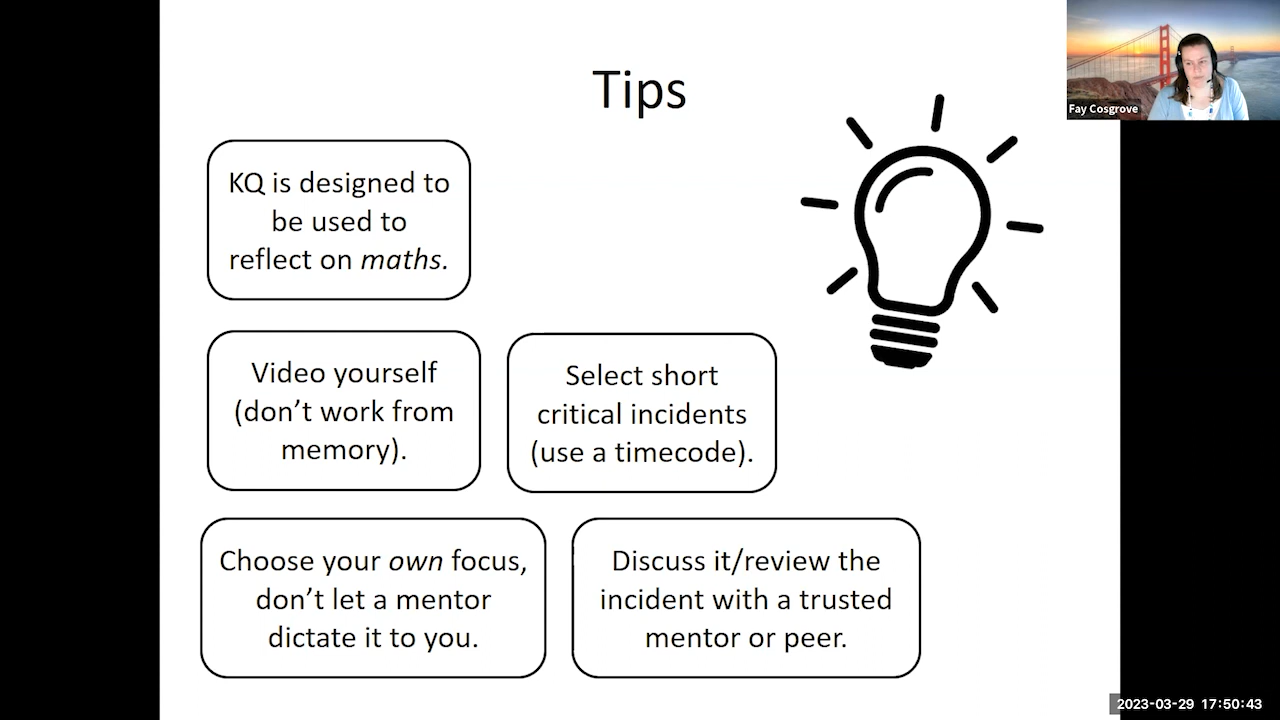 Tips
Fay Cosgrove
KQ is designed to
be used to
reflect on maths.
Video yourself
(don’t work from
memory).
Select short
critical incidents
(use a timecode).
Choose your own focus,
don’t let a mentor
dictate it to you.
Discuss it/review the
incident with a trusted
mentor or peer.
2023-03-29 17:50:43